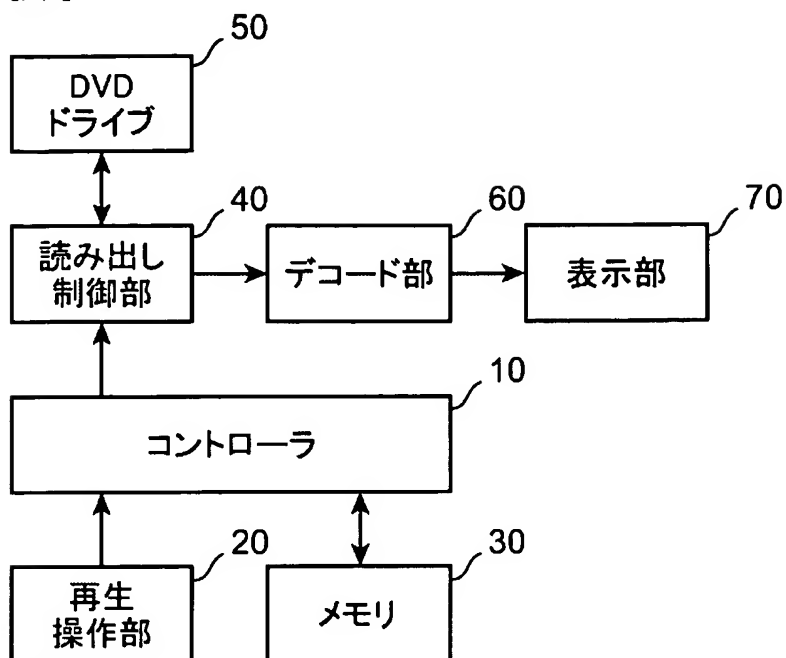 50
DVD
ドライブ
40
読み出し
制御部
60
デコード部
70
表示部
10
コントローラ
20
再生
操作部
30
メモリ